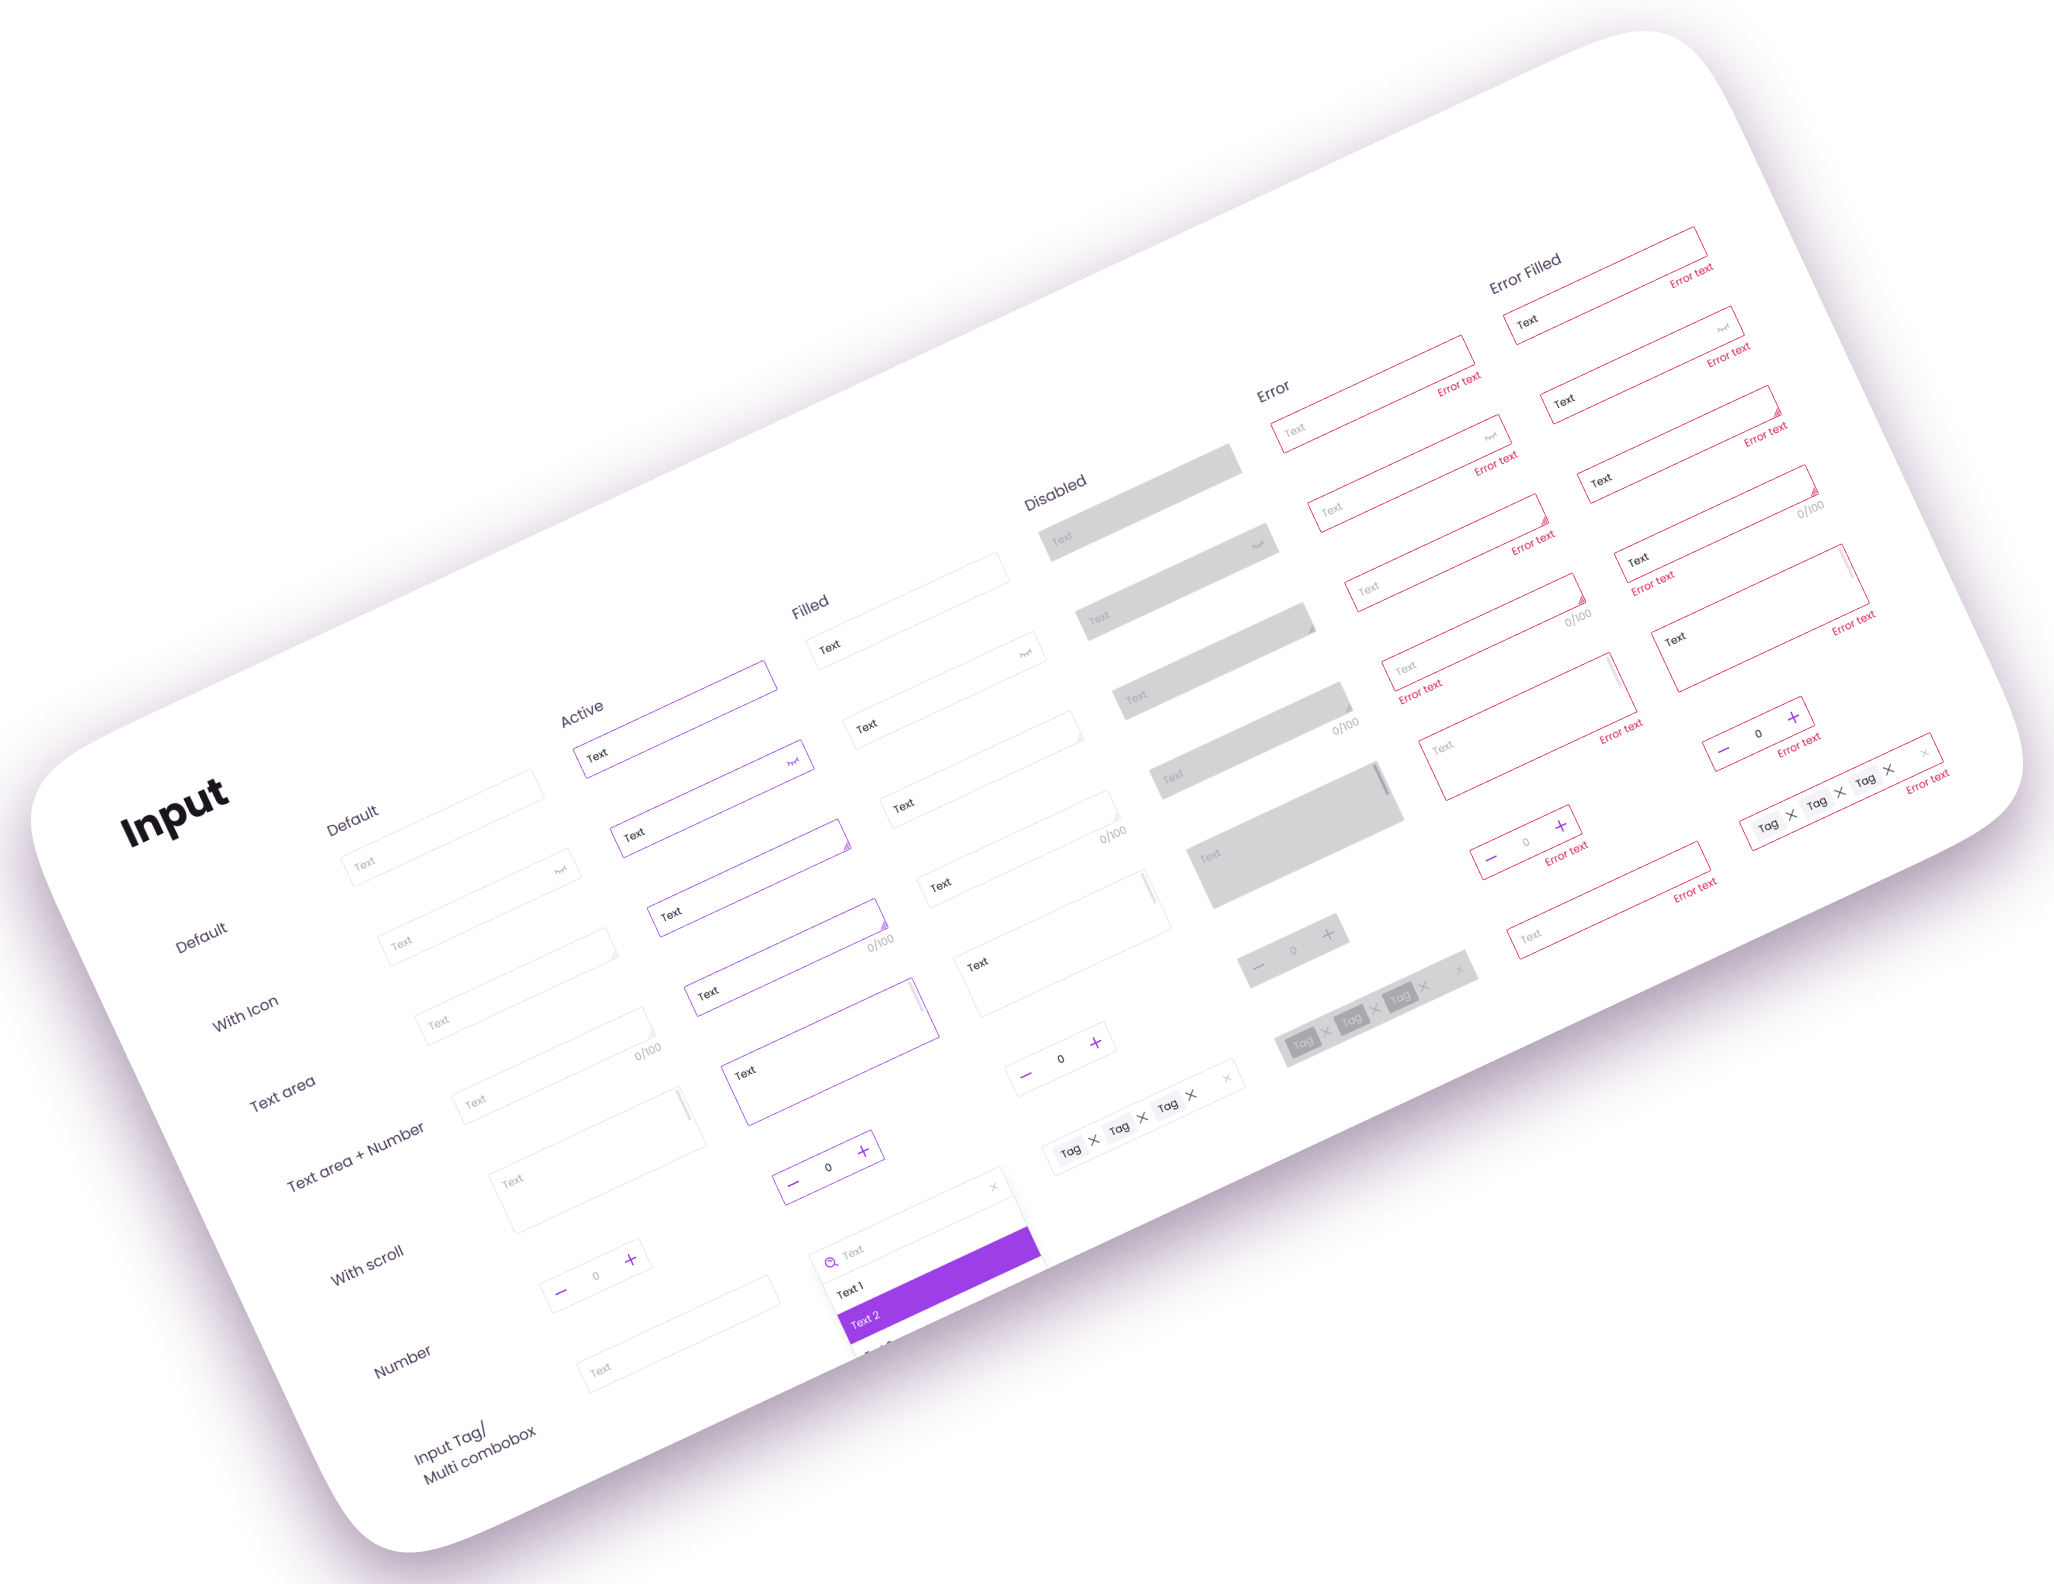 Input
Default
Active
Filled
Disabled
Error
Error Filled
Default
Text
Text
Text
Text
Text
Error text
Text
Error text
With Icon
Text
Text
Text
Text
Text
Error text
Text
Error text
Text area
Text
Text
Text
Text
Text
Error text
Text
Error text
Text area + Number
Text
0/100
Text
0/100
Text
0/100
Text
0/100
Text
Error text
0/100
Text
Error text
0/100
With scroll
Text
Text
Text
Text
Text
Error text
Text
Error text
Number
0
0
0
0
0
Error text
0
Error text
Input Tag/
Multi combobox
Text
Text
Text 1
Text 2
Tag Tag Tag
Tag Tag Tag
Text
Error text
Tag Tag Tag
Error text